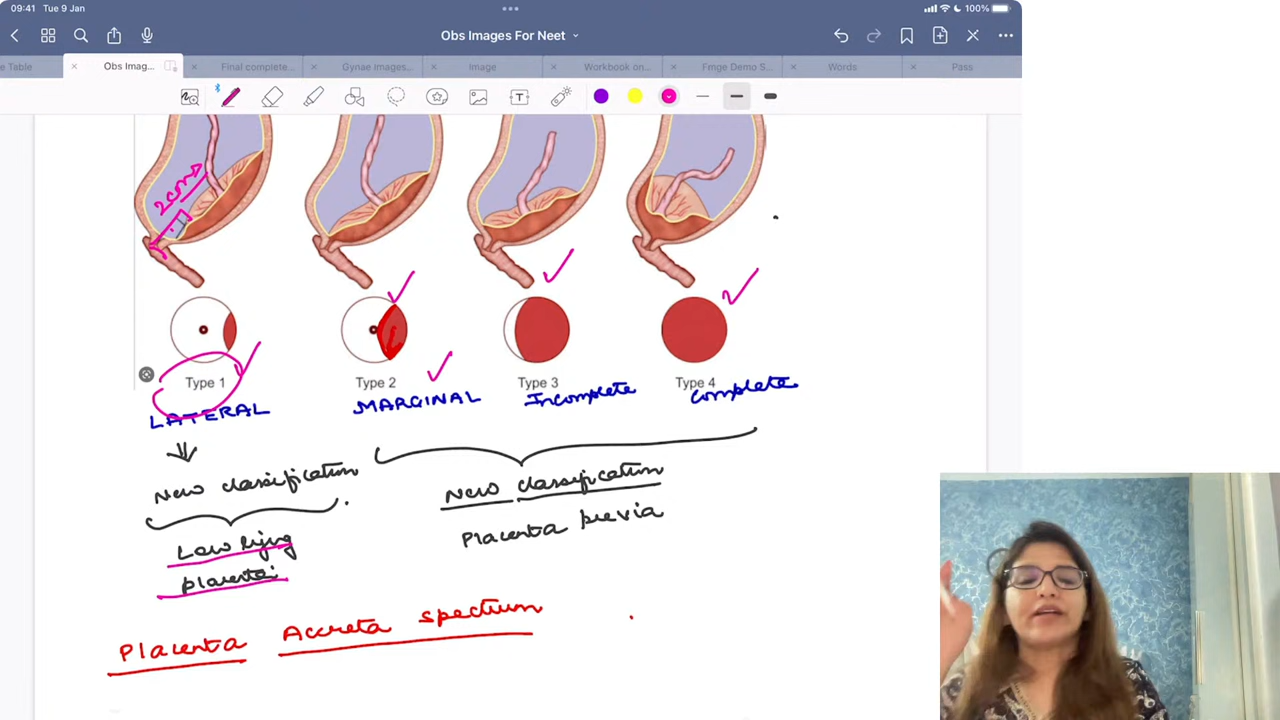 09:41 Tue 9 Jan
100%
Obs Images For Neet
e Table
Obs Imag...
Final complete...
Gynae images...
Image
Workbook on...
Fmge Demo S...
Words
Pass
2cm
Type 1
Type 2
Type 3
Type 4
LATERAL
MARGINAL
Incomplete
complete
New classification
New classification
Low lying
placenta
Placenta previa
Placenta Accreta spectrum